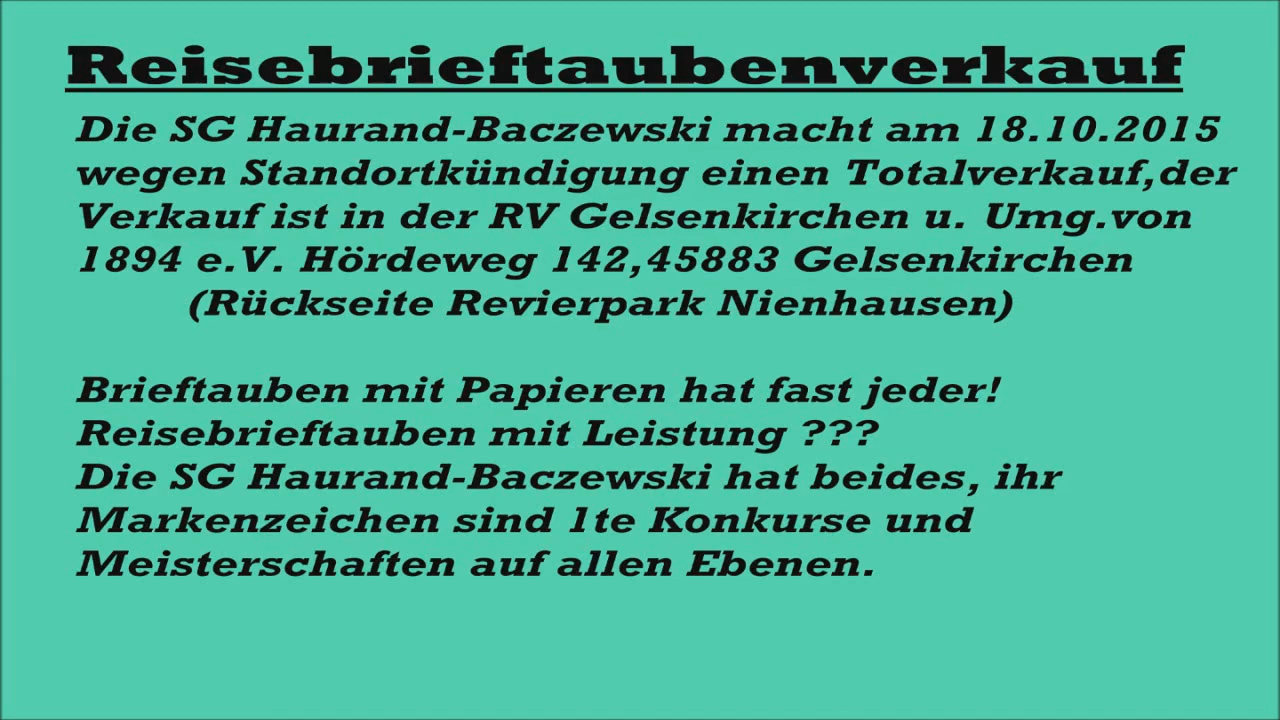 Reisebrieftaubenverkauf
Die SG Haurand-Baczewski macht am 18.10.2015
wegen Standortkündigung einen Totalverkauf,der
Verkauf ist in der RV Gelsenkirchen u. Umg.von
1894 e.V. Hördeweg 142,45883 Gelsenkirchen
(Rückseite Revierpark Nienhausen)
Brieftauben mit Papieren hat fast jeder!
Reisebrieftauben mit Leistung ???
Die SG Haurand-Baczewski hat beides, ihr
Markenzeichen sind 1te Konkurse und
Meisterschaften auf allen Ebenen.